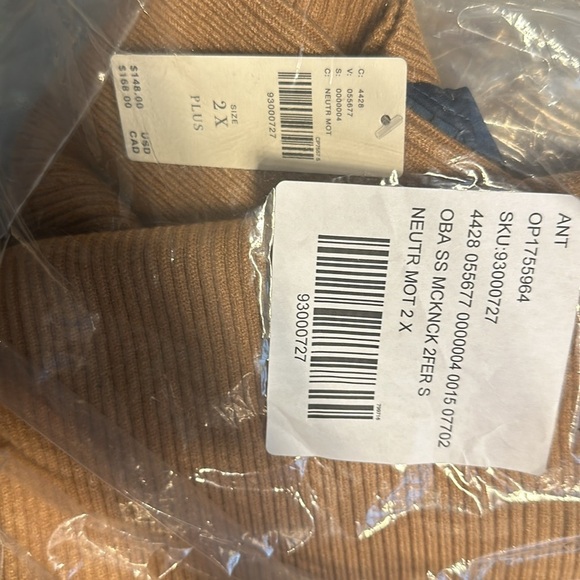 C: 4428
V: 055677
S: 0000004
C: NEUTR MOT
93000727
SIZE
2 X
PLUS
$148.00 USD
$168.00 CAD
ANT
OP1755964
SKU:93000727
4428 055677 0000004 0015 07702
OBA SS MCKNCK 2FER S
NEUTR MOT 2 X
93000727